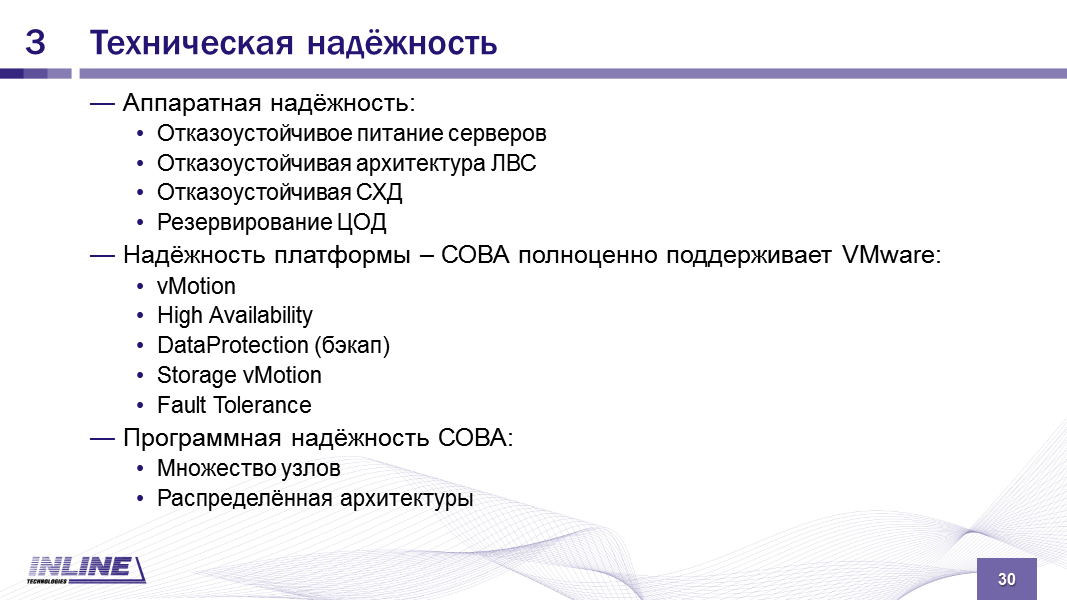 3 Техническая надёжность
— Аппаратная надёжность:
• Отказоустойчивое питание серверов
• Отказоустойчивая архитектура ЛВС
• Отказоустойчивая СХД
• Резервирование ЦОД
— Надёжность платформы – СОВА полноценно поддерживает VMware:
• vMotion
• High Availability
• DataProtection (бэкап)
• Storage vMotion
• Fault Tolerance
— Программная надёжность СОВА:
• Множество узлов
• Распределённая архитектуры
INLINE
TECHNOLOGIES
30